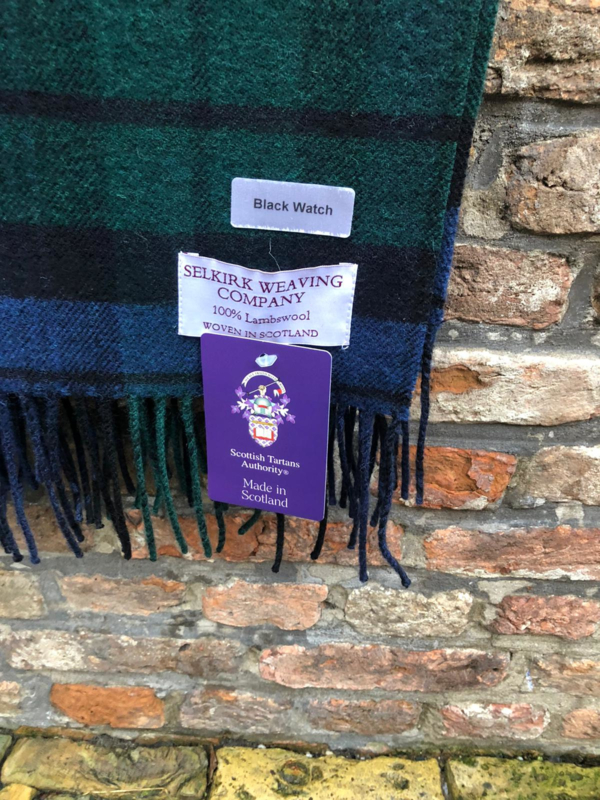 Black Watch
SELKIRK WEAVING
COMPANY
100% Lambswool
WOVEN IN SCOTLAND
Scottish Tartans
Authority®
Made in
Scotland